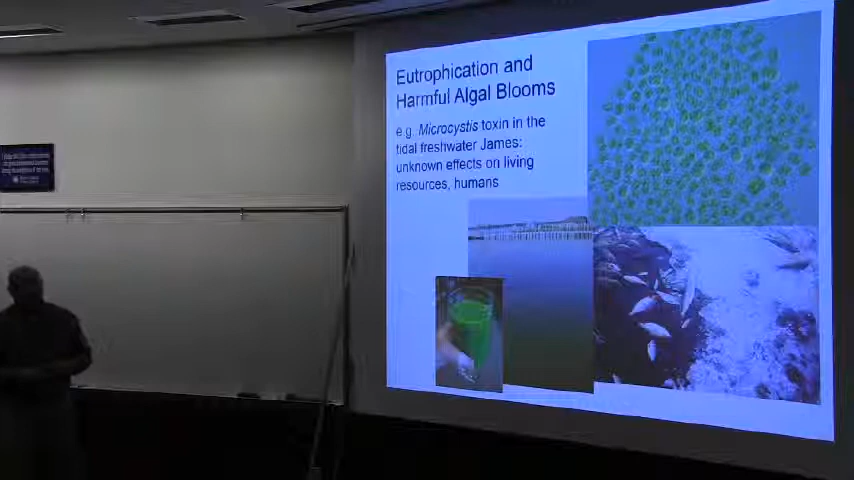 Eutrophication and
Harmful Algal Blooms
e.g. Microcystis toxin in the
tidal freshwater James:
unknown effects on living
resources, humans